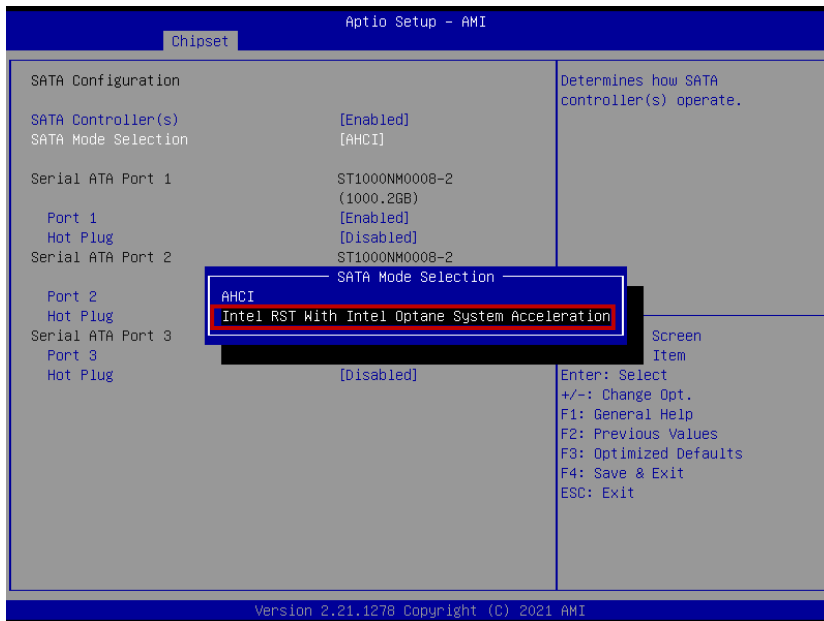 Aptio Setup – AMI
Chipset
SATA Configuration
SATA Controller(s) [Enabled]
SATA Mode Selection [AHCI]
Serial ATA Port 1 ST1000NM0008-2
(1000.2GB)
Port 1 [Enabled]
Hot Plug [Disabled]
Serial ATA Port 2 ST1000NM0008-2
Port 2
Hot Plug
Serial ATA Port 3
Port 3
Hot Plug [Disabled]
SATA Mode Selection
AHCI
Intel RST With Intel Optane System Acceleration
Determines how SATA
controller(s) operate.
Screen
Item
Enter: Select
+/-: Change Opt.
F1: General Help
F2: Previous Values
F3: Optimized Defaults
F4: Save & Exit
ESC: Exit
Version 2.21.1278 Copyright (C) 2021 AMI